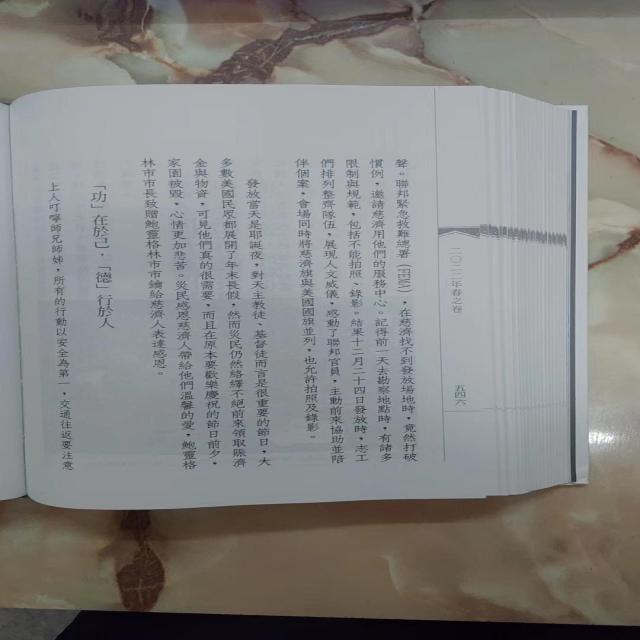 二〇二二年春之卷
五四六
聲。聯邦緊急救難總署（FEMA），在慈濟找不到發放場地時，竟然打破
慣例，邀請慈濟用他們的服務中心。記得前一天去勘察地點時，有諸多
限制與規範，包括不能拍照、錄影。結果十二月二十四日發放時，志工
們排列整齊隊伍，展現人文威儀，感動了聯邦官員，主動前來協助並陪
伴個案，會場同時將慈濟旗與美國國旗並列，也允許拍照及錄影。
發放當天是耶誕夜，對天主教徒、基督徒而言是很重要的節日，大
多數美國民眾都展開了年末長假，然而災民仍然絡繹不絕前來領取賑濟
金與物資，可見他們真的很需要，而且在原本要歡樂慶祝的節日前夕，
家園被毀，心情更加悲苦。災民感恩慈濟人帶給他們溫馨的愛，鮑靈格
林市市長致贈鮑靈格林市市鑰給慈濟人表達感恩。
「功」在於己，「德」行於人
上人叮嚀師兄師姊，所有的行動以安全為第一，交通往返要注意